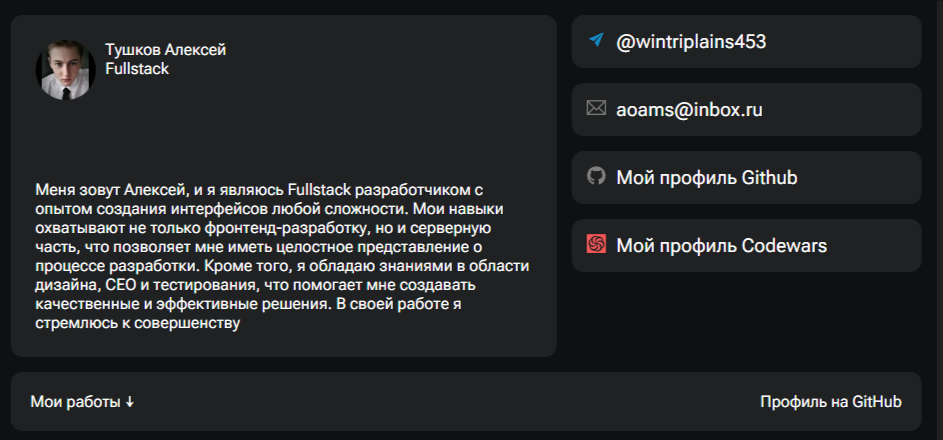 Тушков Алексей
Fullstack
Меня зовут Алексей, и я являюсь Fullstack разработчиком с
опытом создания интерфейсов любой сложности. Мои навыки
охватывают не только фронтенд-разработку, но и серверную
часть, что позволяет мне иметь целостное представление о
процессе разработки. Кроме того, я обладаю знаниями в области
дизайна, СЕО и тестирования, что помогает мне создавать
качественные и эффективные решения. В своей работе я
стремлюсь к совершенству
@wintriplains453
aoams@inbox.ru
Мой профиль Github
Мой профиль Codewars
Мои работы ↓
Профиль на GitHub